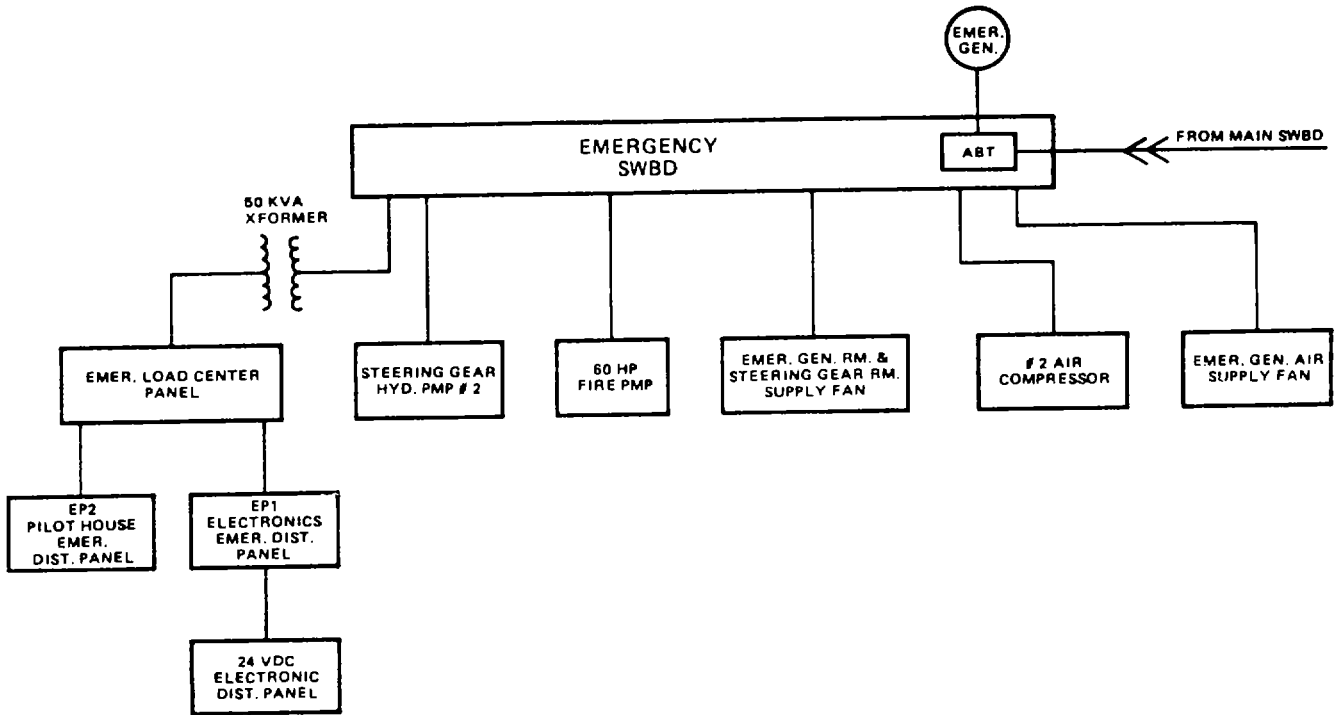 EMER.
GEN.
EMERGENCY
SWBD
ABT
FROM MAIN SWBD
50 KVA
XFORMER
EMER. LOAD CENTER
PANEL
STEERING GEAR
HYD. PMP # 2
60 HP
FIRE PMP
EMER. GEN. RM. &
STEERING GEAR RM.
SUPPLY FAN
# 2 AIR
COMPRESSOR
EMER. GEN. AIR
SUPPLY FAN
EP2
PILOT HOUSE
EMER.
DIST. PANEL
EP1
ELECTRONICS
EMER. DIST.
PANEL
24 VDC
ELECTRONIC
DIST. PANEL